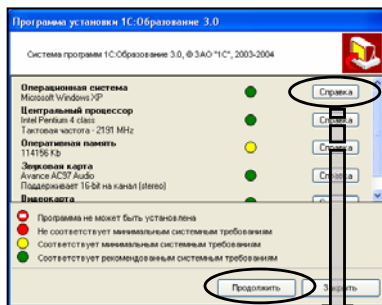 Программа установки 1С:Образование 3.0
Система программ 1С:Образование 3.0, © ЗАО "1С", 2003-2004
Операционная система
Microsoft Windows XP
Справка
Центральный процессор
Intel Pentium 4 class
Тактовая частота - 2191 MHz
Справка
Оперативная память
114156 Kb
Справка
Звуковая карта
Avance AC97 Audio
Поддерживает 16-bit на канал (stereo)
Справка
Видеокарта
Программа не может быть установлена
Не соответствует минимальным системным требованиям
Соответствует минимальным системным требованиям
Соответствует рекомендованным системным требованиям
Продолжить
Закрыть